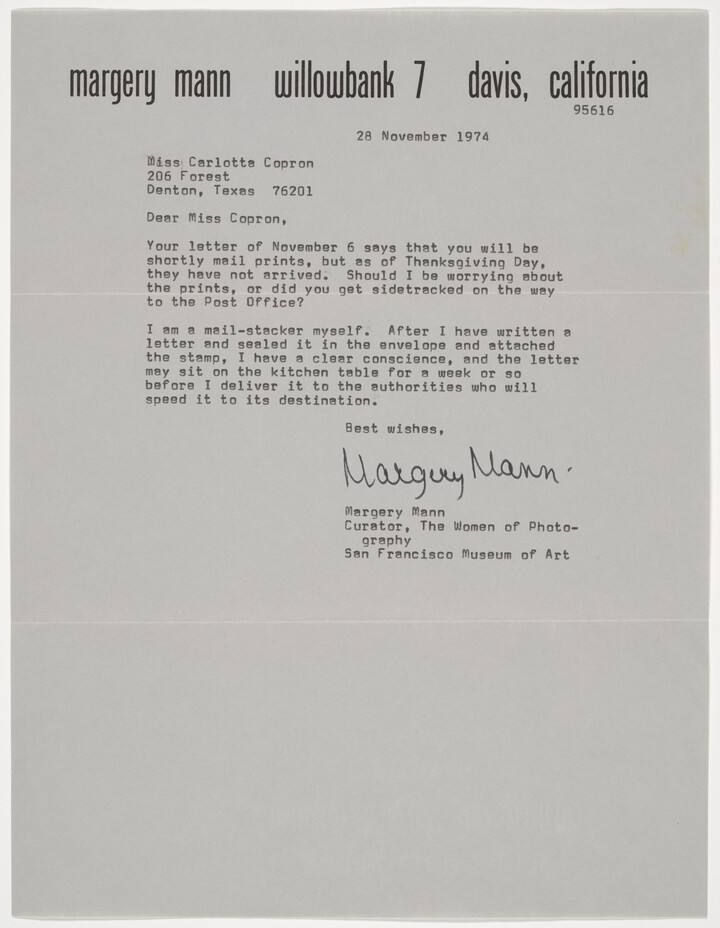 margery mann willowbank 7 davis, california
95616
28 November 1974
Miss Carlotta Copron
206 Forest
Denton, Texas 76201
Dear Miss Copron,
Your letter of November 6 says that you will be
shortly mail prints, but as of Thanksgiving Day,
they have not arrived. Should I be worrying about
the prints, or did you get sidetracked on the way
to the Post Office?
I am a mail-stacker myself. After I have written a
letter and sealed it in the envelope and attached
the stamp, I have a clear conscience, and the letter
may sit on the kitchen table for a week or so
before I deliver it to the authorities who will
speed it to its destination.
Best wishes,
Margery Mann.
Margery Mann
Curator, The Women of Photo-
graphy
San Francisco Museum of Art